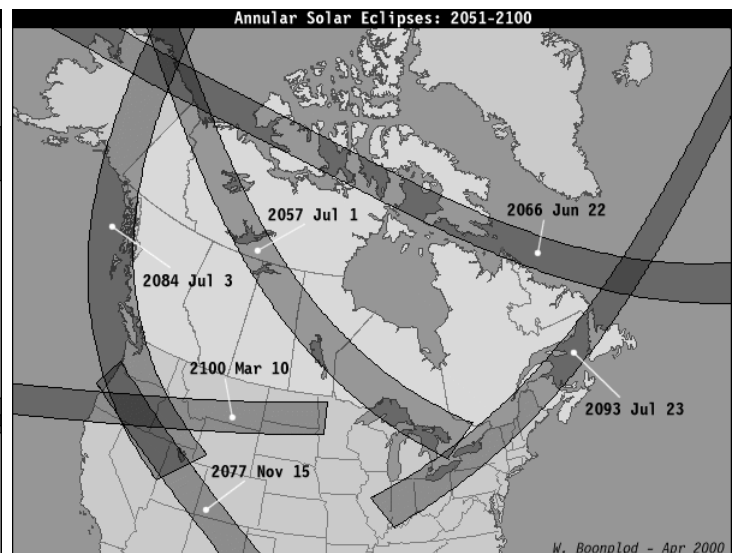 Annular Solar Eclipses: 2051-2100
2057 Jul 1
2066 Jun 22
2084 Jul 3
2100 Mar 10
2093 Jul 23
2077 Nov 15
W. Boonplod - Apr 2000